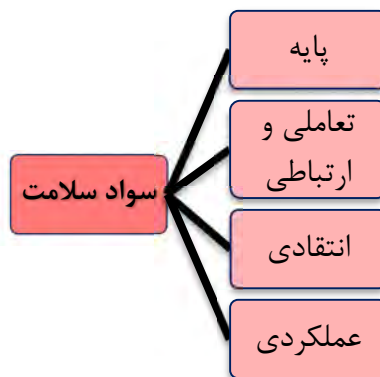 پایه
تعاملی و
ارتباطی
سواد سلامت
انتقادی
عملکردی